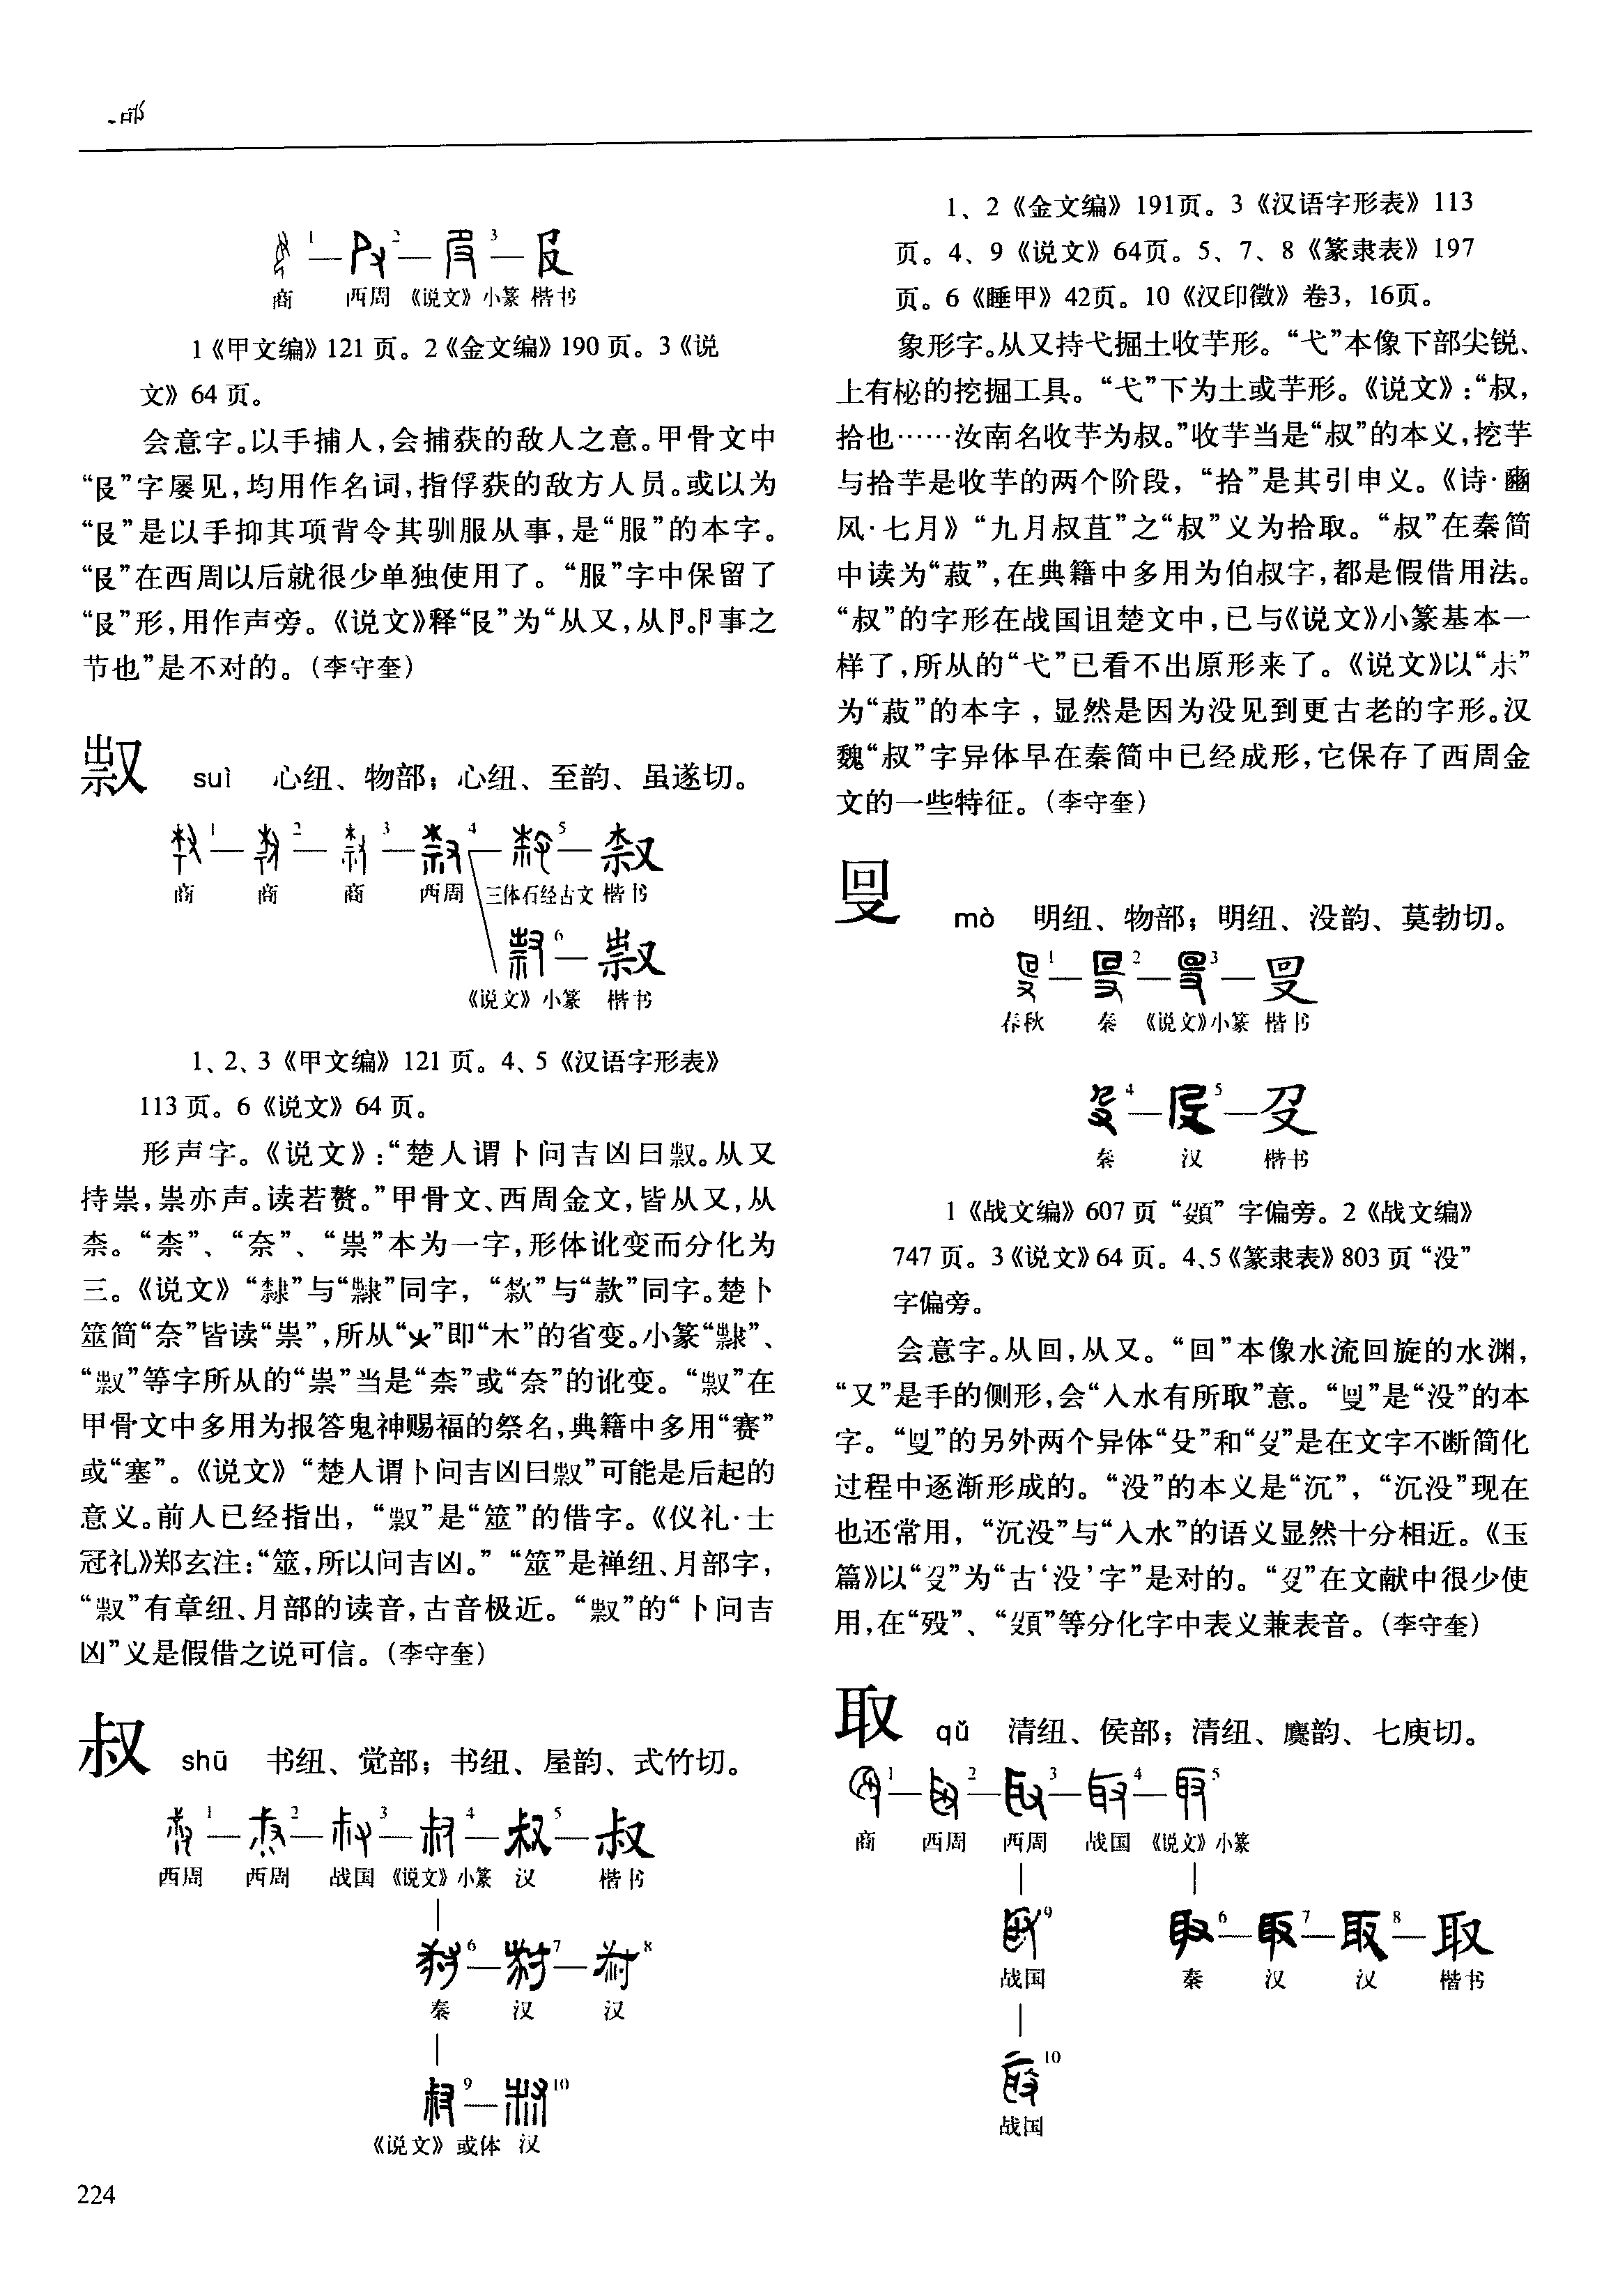 1 2 3
商 西周 《说文》小篆 楷书
1《甲文编》121 页。2《金文编》190 页。3《说
文》64 页。
会意字。以手捕人,会捕获的敌人之意。甲骨文中
“𠬝”字屡见,均用作名词,指俘获的敌方人员。或以为
“𠬝”是以手抑其项背令其驯服从事,是“服”的本字。
“𠬝”在西周以后就很少单独使用了。“服”字中保留了
“𠬝”形,用作声旁。《说文》释“𠬝”为“从又,从卩。卩事之
节也”是不对的。(李守奎)
㱽 suì 心纽、物部；心纽、至韵、虽遂切。
1 2 3 4 5
商 商 商 西周 三体石经古文 楷书
6
《说文》小篆 楷书
1、2、3《甲文编》121 页。4、5《汉语字形表》
113 页。6《说文》64 页。
形声字。《说文》:“楚人谓卜问吉凶曰𣤶。从又
持祟,祟亦声。读若赘。”甲骨文、西周金文,皆从又,从
柰。“柰”、“奈”、“祟”本为一字,形体讹变而分化为
三。《说文》“隸”与“隷”同字,“款”与“款”同字。楚卜
筮简“奈”皆读“祟”,所从“”即“木”的省变。小篆“隸”、
“”等字所从的“祟”当是“柰”或“奈”的讹变。“”在
甲骨文中多用为报答鬼神赐福的祭名,典籍中多用“赛”
或“塞”。《说文》“楚人谓卜问吉凶曰”可能是后起的
意义。前人已经指出,“”是“筮”的借字。《仪礼·士
冠礼》郑玄注:“筮,所以问吉凶。”“筮”是禅纽、月部字,
“”有章纽、月部的读音,古音极近。“”的“卜问吉
凶”义是假借之说可信。(李守奎)
叔 shū 书纽、觉部；书纽、屋韵、式竹切。
1 2 3 4 5 叔
西周 西周 战国 《说文》小篆 汉 楷书
6 7 8
秦 汉 汉
9 10
《说文》或体 汉
224
1、2《金文编》191页。3《汉语字形表》113
页。4、9《说文》64页。5、7、8《篆隶表》197
页。6《睡甲》42页。10《汉印徵》卷3，16页。
象形字。从又持弋掘土收芋形。“弋”本像下部尖锐、
上有柲的挖掘工具。“弋”下为土或芋形。《说文》:“叔,
拾也……汝南名收芋为叔。”收芋当是“叔”的本义,挖芋
与拾芋是收芋的两个阶段,“拾”是其引申义。《诗·豳
风·七月》“九月叔苴”之“叔”义为拾取。“叔”在秦简
中读为“菽”,在典籍中多用为伯叔字,都是假借用法。
“叔”的字形在战国诅楚文中,已与《说文》小篆基本一
样了,所从的“弋”已看不出原形来了。《说文》以“尗”
为“菽”的本字,显然是因为没见到更古老的字形。汉
魏“叔”字异体早在秦简中已经成形,它保存了西周金
文的一些特征。(李守奎)
𠬛 mò 明纽、物部；明纽、没韵、莫勃切。
1 2 3
春秋 秦 《说文》小篆 楷书
4 5
秦 汉 楷书
1《战文编》607 页“頞”字偏旁。2《战文编》
747 页。3《说文》64 页。4、5《篆隶表》803 页“没”
字偏旁。
会意字。从回,从又。“回”本像水流回旋的水渊,
“又”是手的侧形,会“入水有所取”意。“𠬛”是“没”的本
字。“𠬛”的另外两个异体“殳”和“𠬛”是在文字不断简化
过程中逐渐形成的。“没”的本义是“沉”,“沉没”现在
也还常用,“沉没”与“入水”的语义显然十分相近。《玉
篇》以“𠬛”为“古‘没’字”是对的。“𠬛”在文献中很少使
用,在“殁”、“頞”等分化字中表义兼表音。(李守奎)
取 qǔ 清纽、侯部；清纽、麌韵、七庾切。
1 2 3 4 5
商 西周 西周 战国 《说文》小篆
9 6 7 8 取
战国 秦 汉 汉 楷书
10
战国